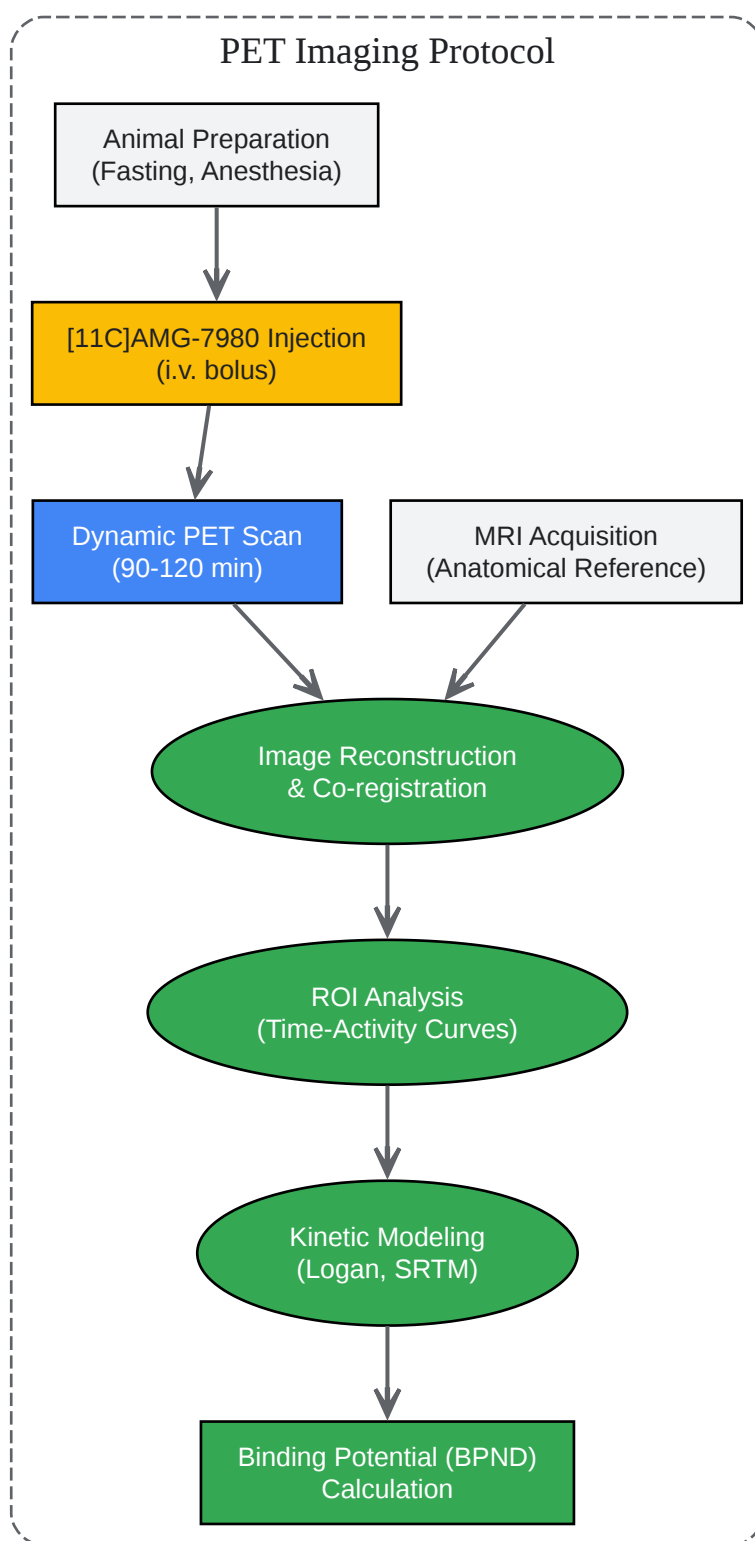 PET Imaging Protocol
Animal Preparation
(Fasting, Anesthesia)
[11C]AMG-7980 Injection
(i.v. bolus)
Dynamic PET Scan
(90-120 min)
MRI Acquisition
(Anatomical Reference)
Image Reconstruction
& Co-registration
ROI Analysis
(Time-Activity Curves)
Kinetic Modeling
(Logan, SRTM)
Binding Potential (BPND)
Calculation